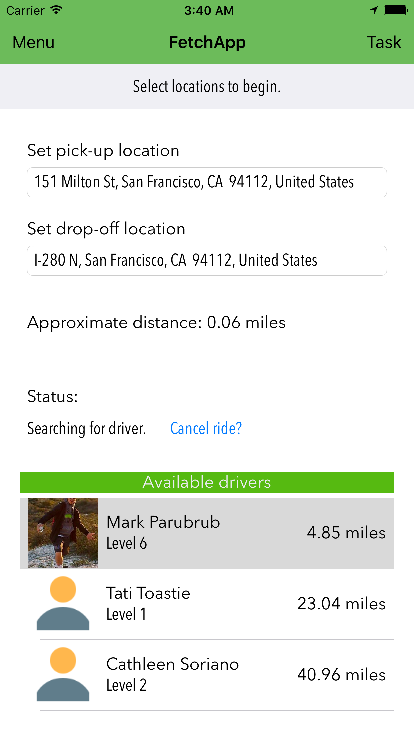 Carrier 3:40 AM
Menu FetchApp Task
Select locations to begin.
Set pick-up location
151 Milton St, San Francisco, CA  94112, United States
Set drop-off location
I-280 N, San Francisco, CA  94112, United States
Approximate distance: 0.06 miles
Status:
Searching for driver. Cancel ride?
Available drivers
Mark Parubrub
Level 6
4.85 miles
Tati Toastie
Level 1
23.04 miles
Cathleen Soriano
Level 2
40.96 miles